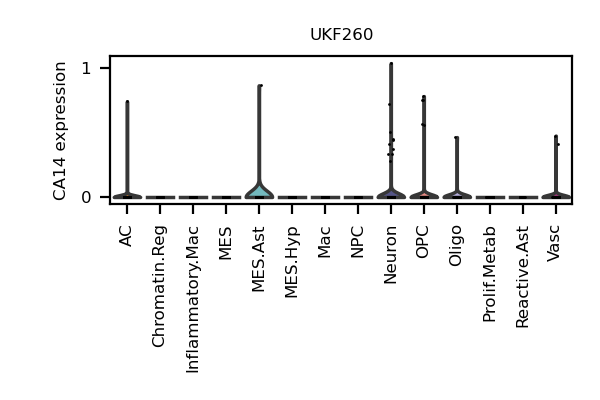 UKF260
CA14 expression
1
0
AC
Chromatin.Reg
Inflammatory.Mac
MES
MES.Ast
MES.Hyp
Mac
NPC
Neuron
OPC
Oligo
Prolif.Metab
Reactive.Ast
Vasc